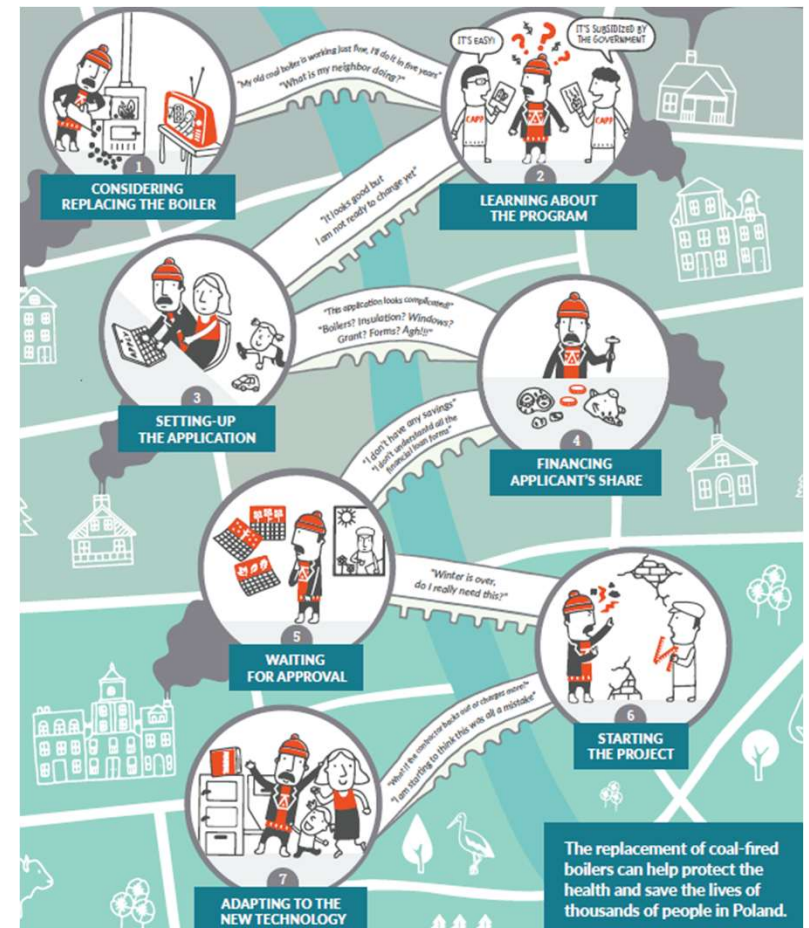 "My old coal boiler is working just fine, I'll do it in five years"
"What is my neighbor doing?"
IT'S EASY!
IT'S SUBSIDIZED BY
THE GOVERNMENT
CAPP
CAPP
1
CONSIDERING
REPLACING THE BOILER
2
LEARNING ABOUT
THE PROGRAM
"It looks good but
I am not ready to change yet"
3
SETTING-UP
THE APPLICATION
"This application looks complicated!"
"Boilers? Insulation? Windows?
Grant? Forms? Agh!!!"
4
FINANCING
APPLICANT'S SHARE
"I don't have any savings"
"I don't understand all the
financial loan forms"
5
WAITING
FOR APPROVAL
"Winter is over,
do I really need this?"
6
STARTING
THE PROJECT
"What if the contractor backs out or charges more?"
"I am starting to think this was all a mistake"
7
ADAPTING TO THE
NEW TECHNOLOGY
The replacement of coal-fired
boilers can help protect the
health and save the lives of
thousands of people in Poland.